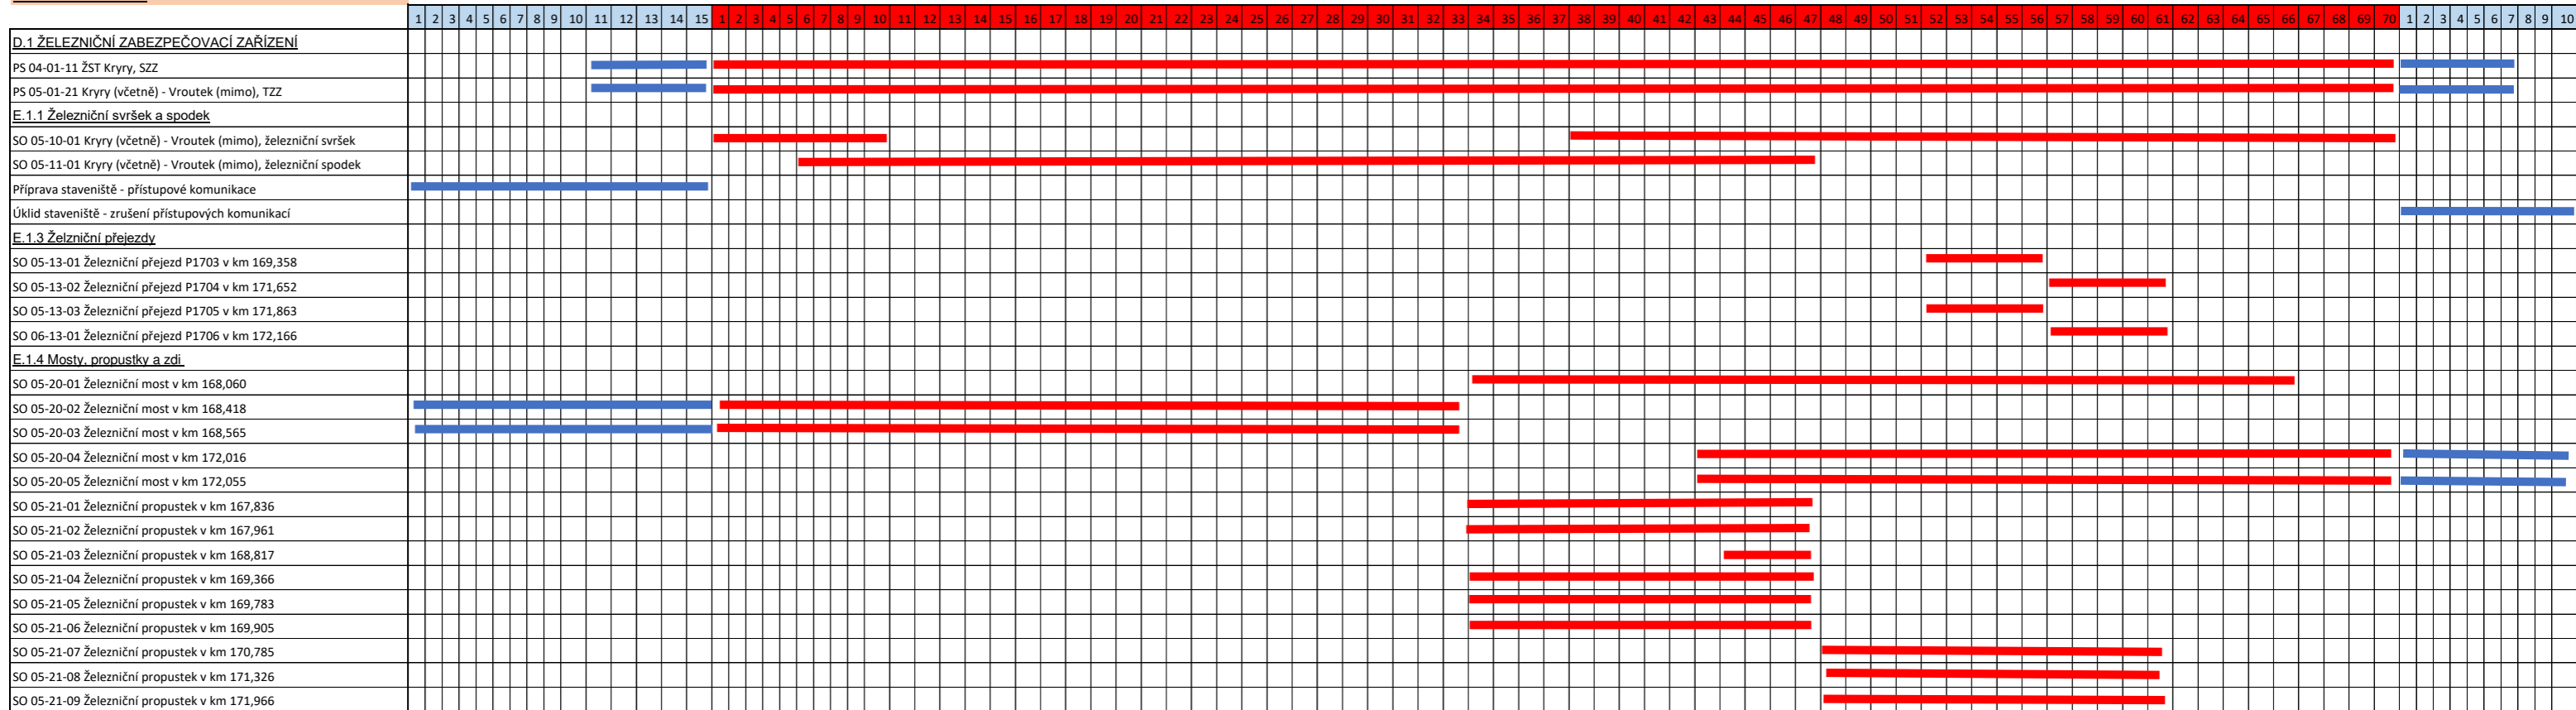 1 2 3 4 5 6 7 8 9 10 11 12 13 14 15 1 2 3 4 5 6 7 8 9 10 11 12 13 14 15 16 17 18 19 20 21 22 23 24 25 26 27 28 29 30 31 32 33 34 35 36 37 38 39 40 41 42 43 44 45 46 47 48 49 50 51 52 53 54 55 56 57 58 59 60 61 62 63 64 65 66 67 68 69 70 1 2 3 4 5 6 7 8 9 10
D.1 ŽELEZNIČNÍ ZABEZPEČOVACÍ ZAŘÍZENÍ
PS 04-01-11 ŽST Kryry, SZZ
PS 05-01-21 Kryry (včetně) - Vroutek (mimo), TZZ
E.1.1 Železniční svršek a spodek
SO 05-10-01 Kryry (včetně) - Vroutek (mimo), železniční svršek
SO 05-11-01 Kryry (včetně) - Vroutek (mimo), železniční spodek
Příprava staveniště - přístupové komunikace
Úklid staveniště - zrušení přístupových komunikací
E.1.3 Želzniční přejezdy
SO 05-13-01 Železniční přejezd P1703 v km 169,358
SO 05-13-02 Železniční přejezd P1704 v km 171,652
SO 05-13-03 Železniční přejezd P1705 v km 171,863
SO 06-13-01 Železniční přejezd P1706 v km 172,166
E.1.4 Mosty, propustky a zdi
SO 05-20-01 Železniční most v km 168,060
SO 05-20-02 Železniční most v km 168,418
SO 05-20-03 Železniční most v km 168,565
SO 05-20-04 Železniční most v km 172,016
SO 05-20-05 Železniční most v km 172,055
SO 05-21-01 Železniční propustek v km 167,836
SO 05-21-02 Železniční propustek v km 167,961
SO 05-21-03 Železniční propustek v km 168,817
SO 05-21-04 Železniční propustek v km 169,366
SO 05-21-05 Železniční propustek v km 169,783
SO 05-21-06 Železniční propustek v km 169,905
SO 05-21-07 Železniční propustek v km 170,785
SO 05-21-08 Železniční propustek v km 171,326
SO 05-21-09 Železniční propustek v km 171,966